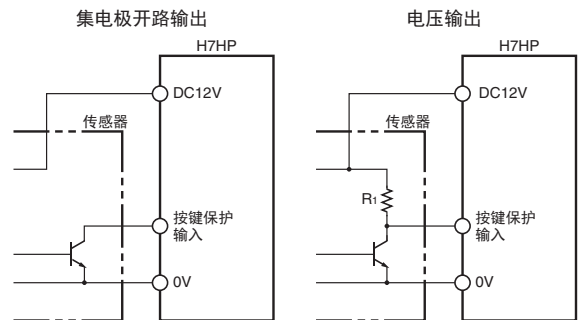 集电极开路输出
H7HP
DC12V
传感器
按键保护
输入
0V
电压输出
H7HP
DC12V
传感器
R1
按键保护
输入
0V